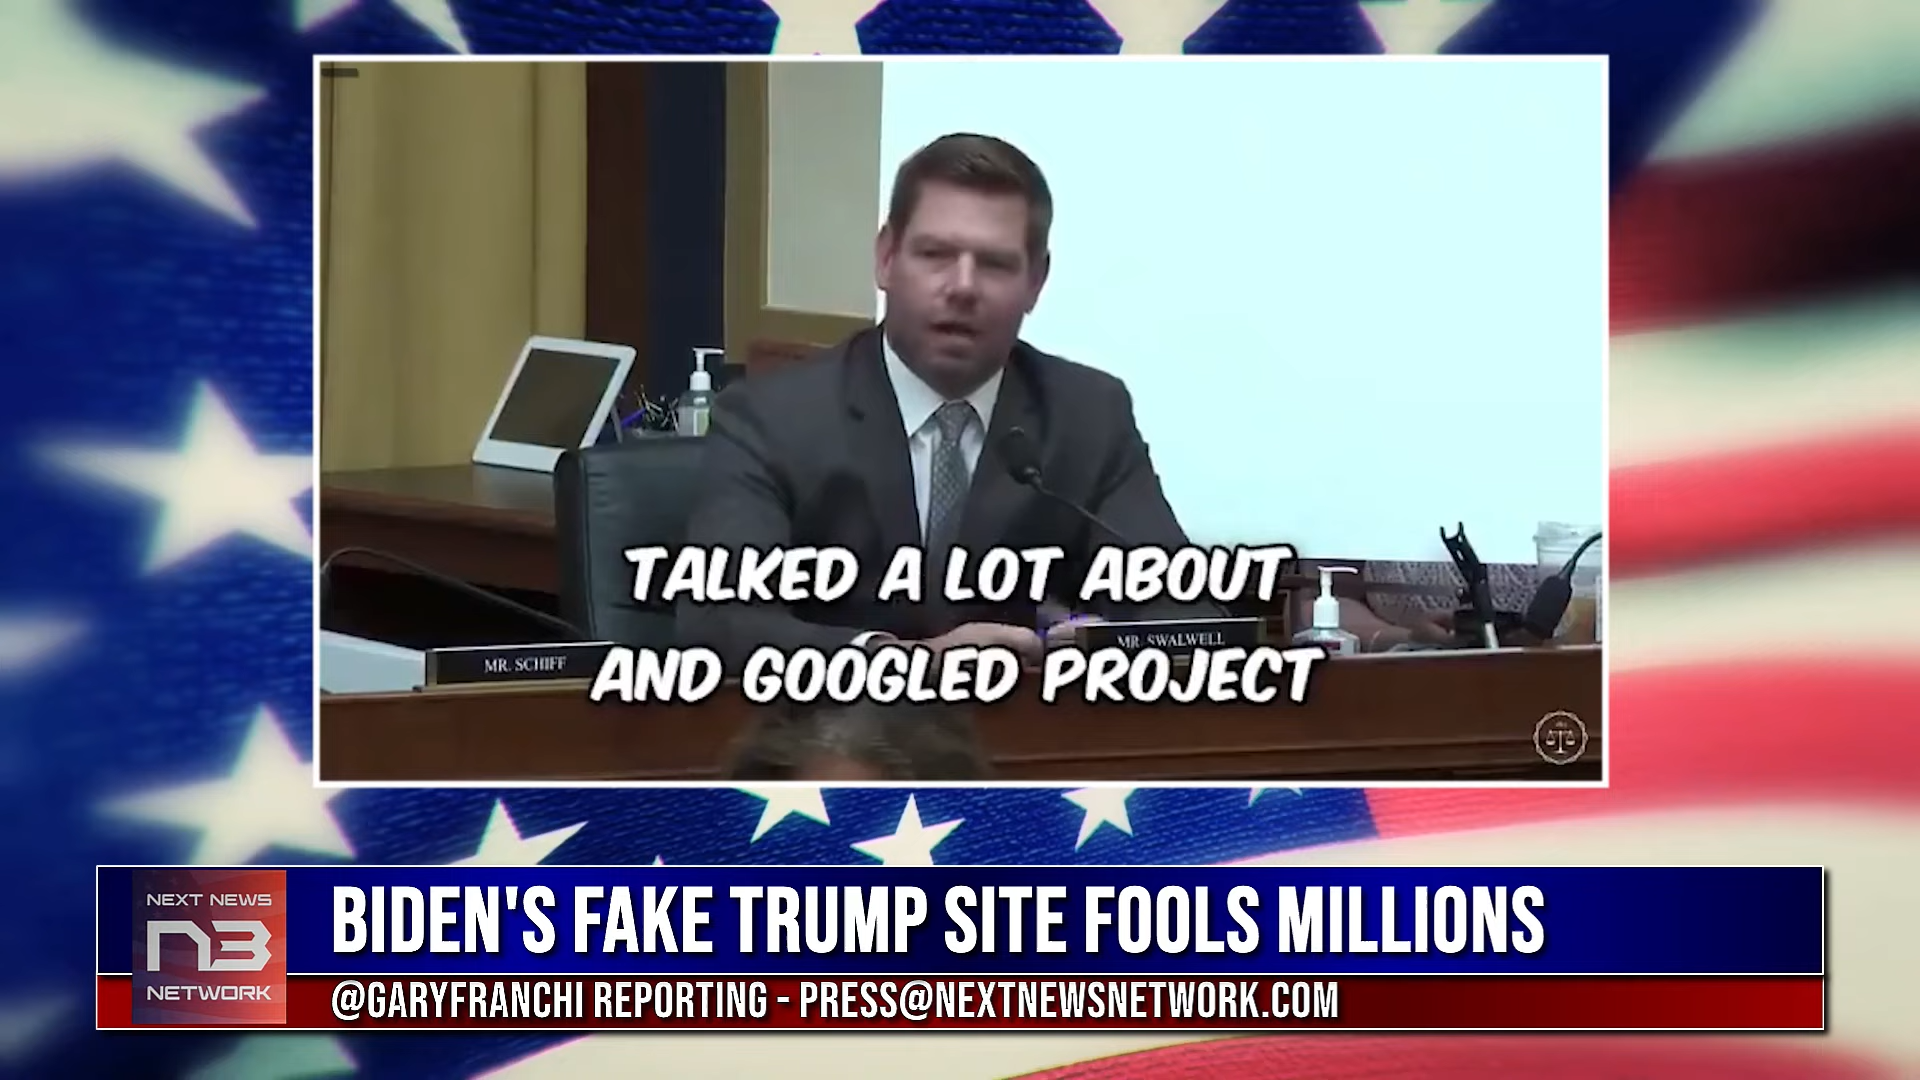 TALKED A LOT ABOUT
MR. SWALWELL
MR. SCHIFF
AND GOOGLED PROJECT
NEXT NEWS
N3
NETWORK
BIDEN'S FAKE TRUMP SITE FOOLS MILLIONS
@GARYFRANCHI REPORTING - PRESS@NEXTNEWSNETWORK.COM